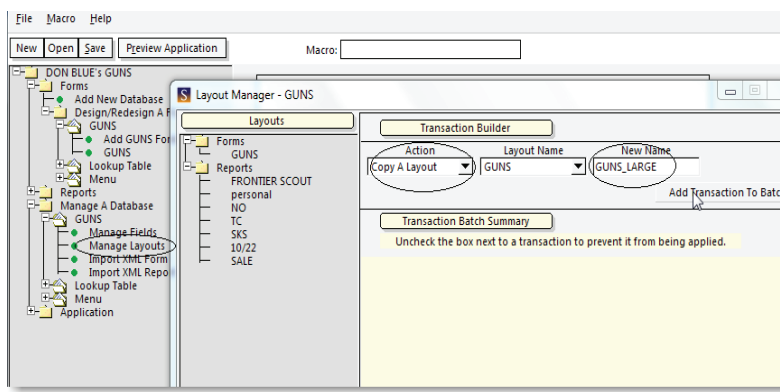 File Macro Help
New Open Save Preview Application Macro:
DON BLUE's GUNS
Forms
Add New Database
Design/Redesign A F
GUNS
Add GUNS For
GUNS
Lookup Table
Menu
Reports
Manage A Database
GUNS
Manage Fields
Manage Layouts
Import XML Form
Import XML Repo
Lookup Table
Menu
Application
S Layout Manager - GUNS
Layouts
Forms
GUNS
Reports
FRONTIER SCOUT
personal
NO
TC
SKS
10/22
SALE
Transaction Builder
Action Layout Name New Name
Copy A Layout GUNS GUNS_LARGE
Add Transaction To Batc
Transaction Batch Summary
Uncheck the box next to a transaction to prevent it from being applied.